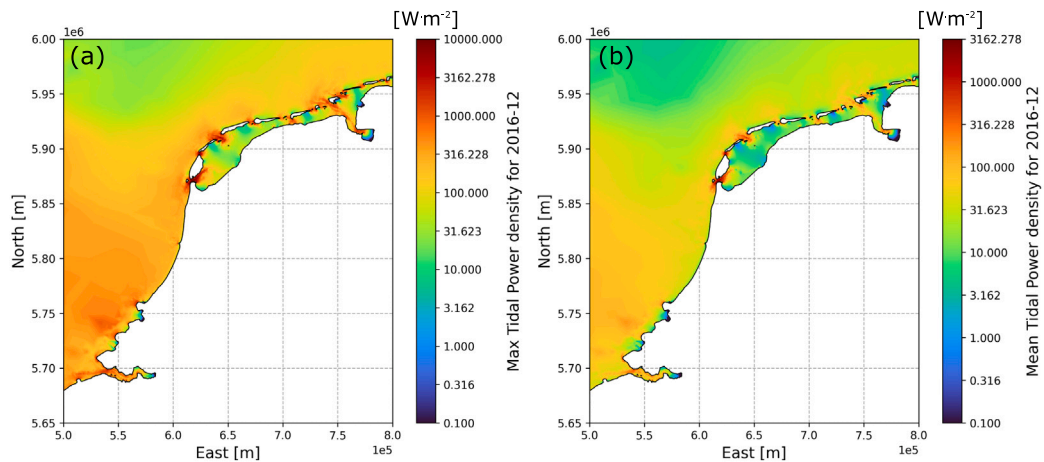 [W·m⁻²]
1e6
(a)
6.00
5.95
5.90
5.85
5.80
5.75
5.70
5.65
North [m]
5.0 5.5 6.0 6.5 7.0 7.5 8.0
East [m]
1e5
10000.000
3162.278
1000.000
316.228
100.000
31.623
10.000
3.162
1.000
0.316
0.100
Max Tidal Power density for 2016-12
[W·m⁻²]
1e6
(b)
6.00
5.95
5.90
5.85
5.80
5.75
5.70
5.65
North [m]
5.0 5.5 6.0 6.5 7.0 7.5 8.0
East [m]
1e5
3162.278
1000.000
316.228
100.000
31.623
10.000
3.162
1.000
0.316
0.100
Mean Tidal Power density for 2016-12